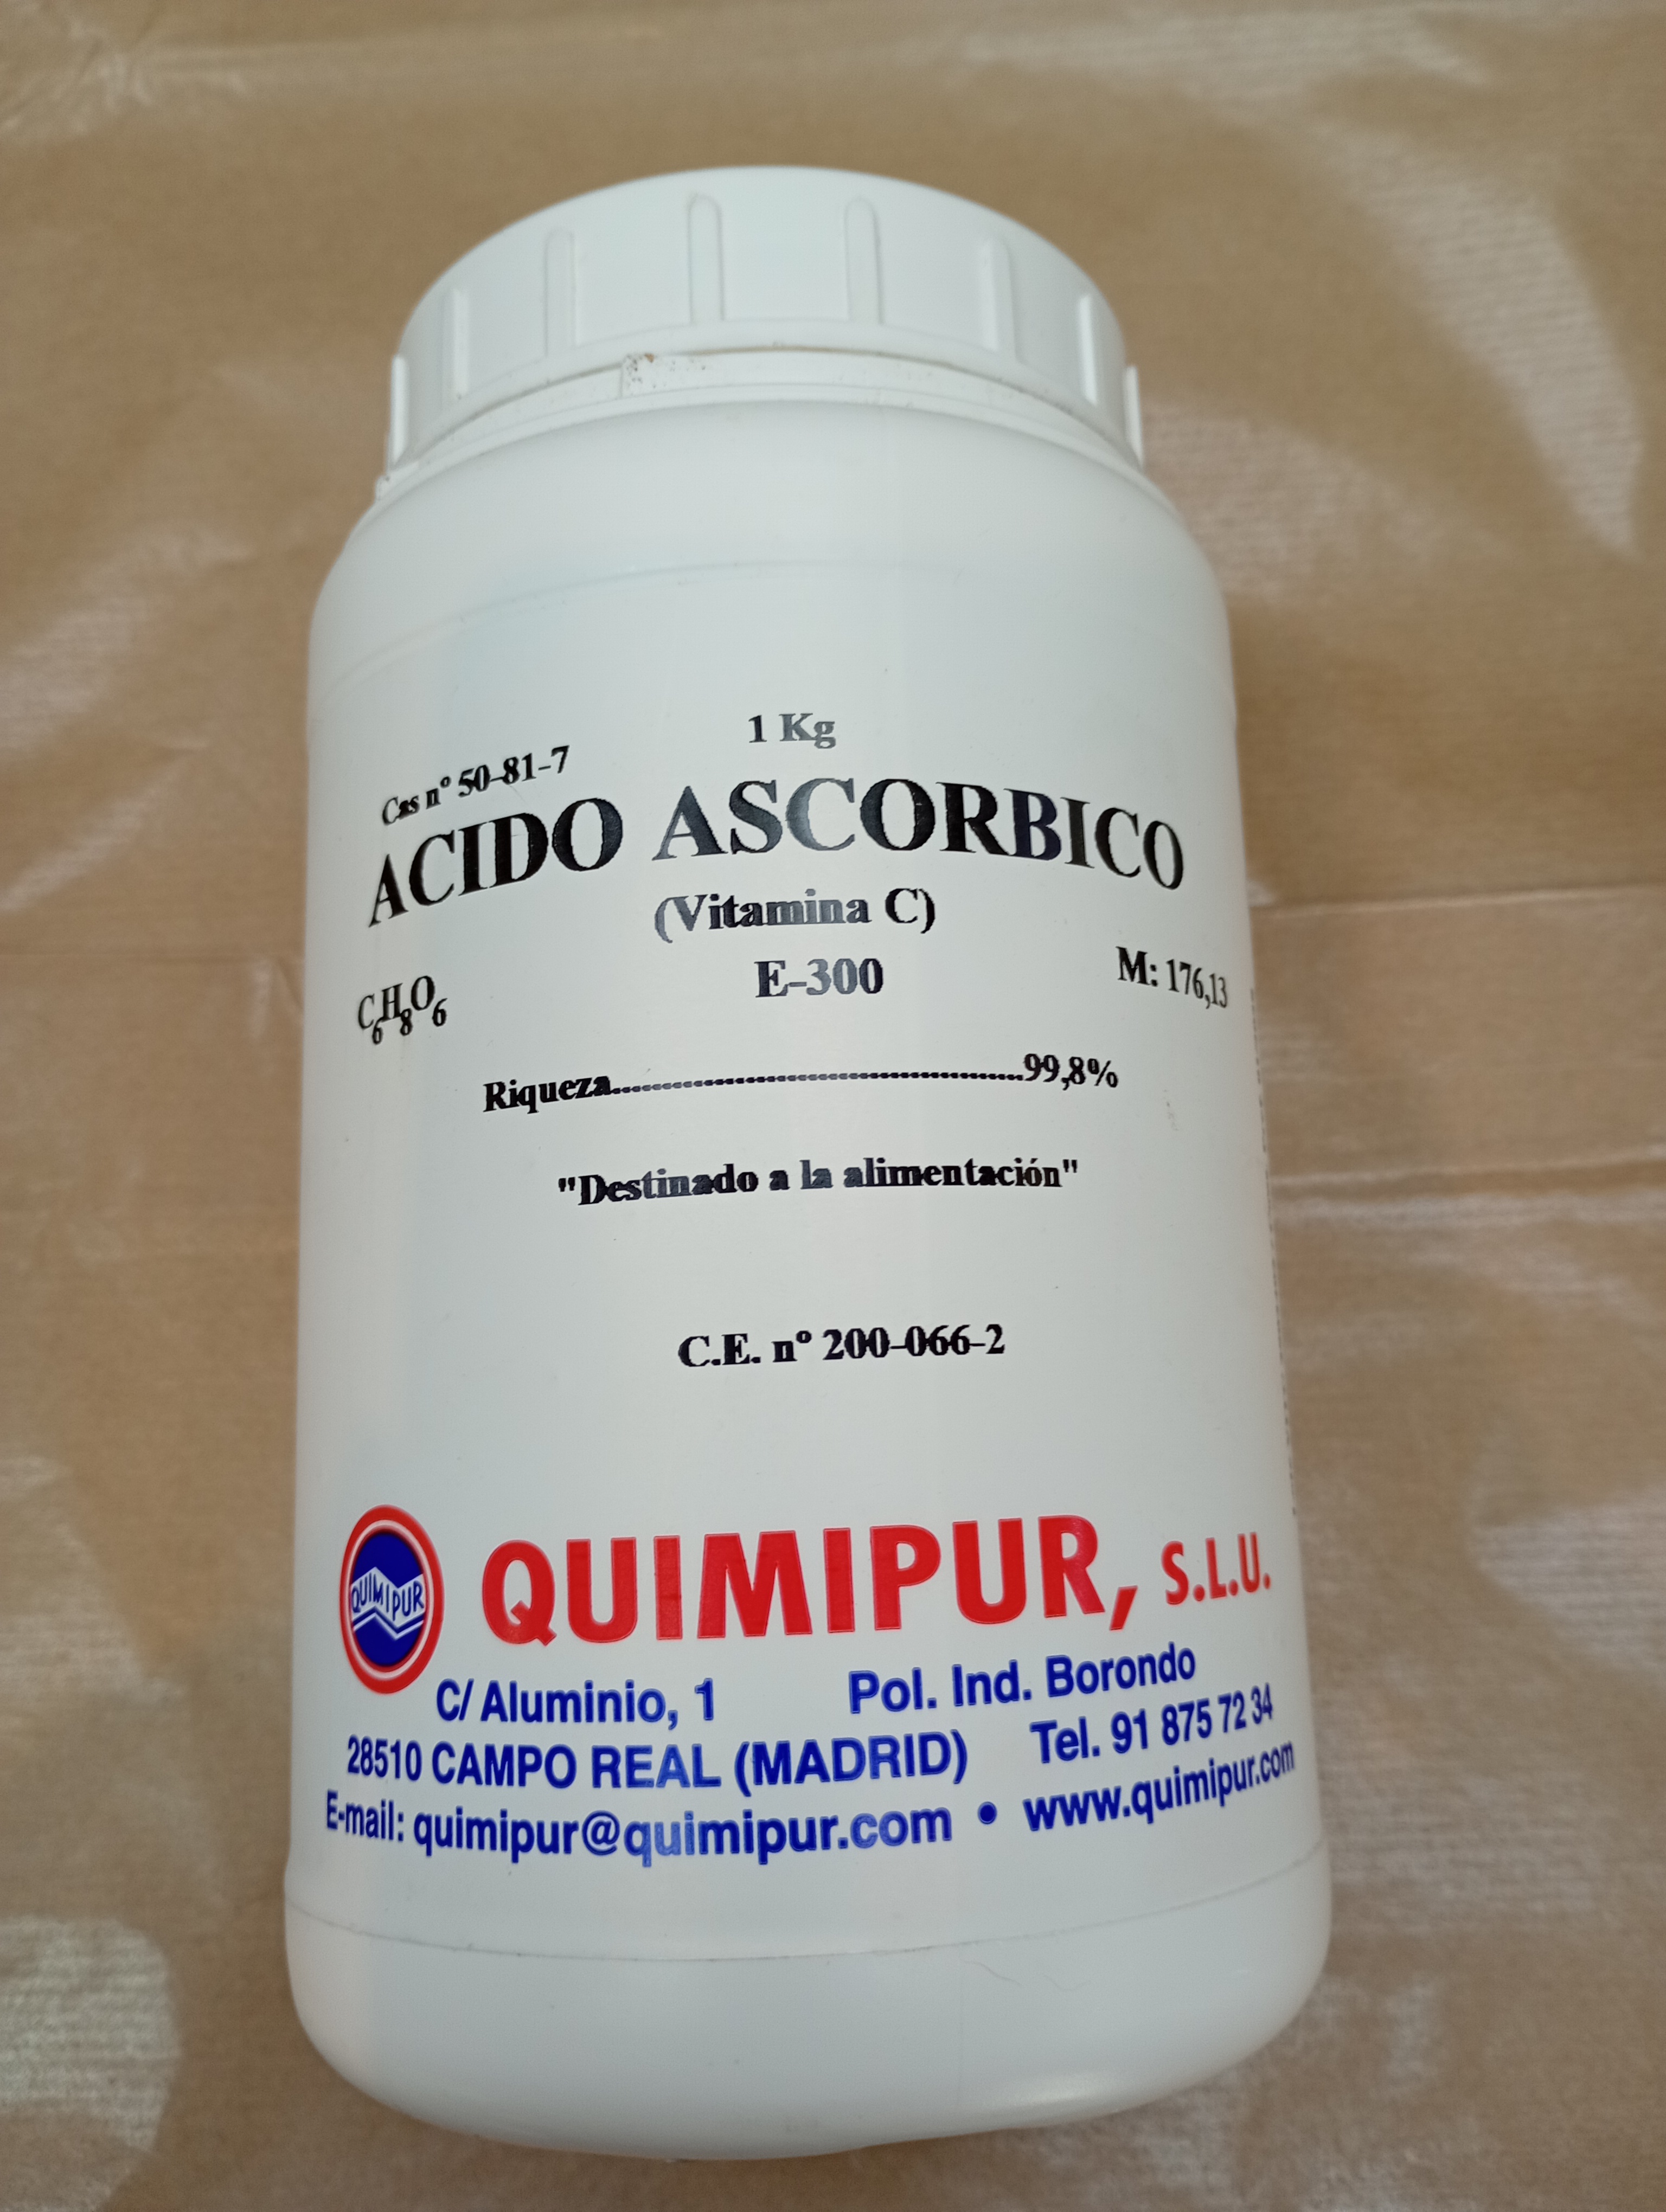 1 Kg
Cas nº 50-81-7
ACIDO ASCORBICO
(Vitamina C)
E-300
C6H8O6
M: 176,13
Riqueza..................................................99,8%
"Destinado a la alimentación"
C.E. nº 200-066-2
QUIMIPUR
QUIMIPUR, S.L.U.
C/ Aluminio, 1 Pol. Ind. Borondo
28510 CAMPO REAL (MADRID) Tel. 91 875 72 34
E-mail: quimipur@quimipur.com • www.quimipur.com